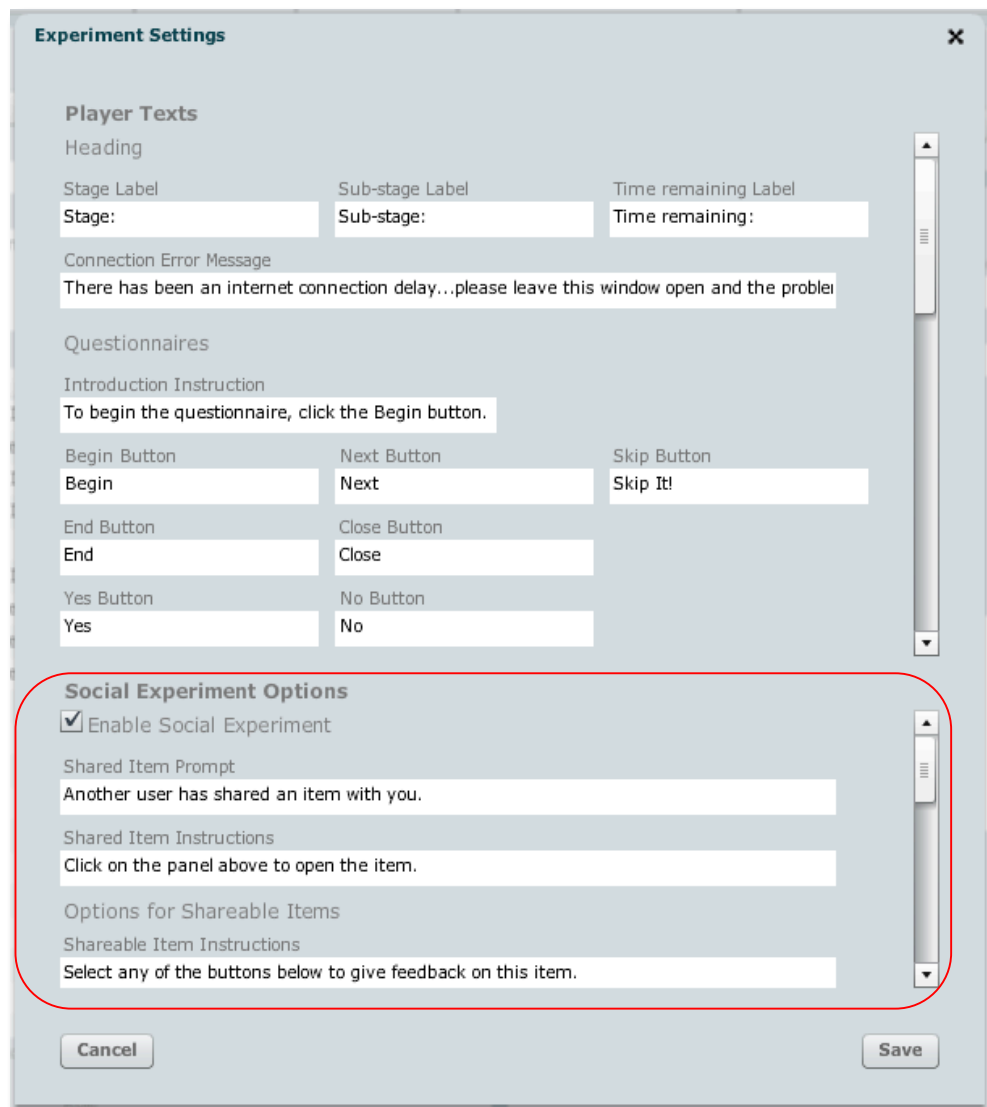 Experiment Settings
Player Texts
Heading
Stage Label Sub-stage Label Time remaining Label
Stage: Sub-stage: Time remaining:
Connection Error Message
There has been an internet connection delay...please leave this window open and the
Questionnaires
Introduction Instruction
To begin the questionnaire, click the Begin button.
Begin Button Next Button Skip Button
Begin Next Skip It!
End Button Close Button
End Close
Yes Button No Button
Yes No
Social Experiment Options
Enable Social Experiment
Shared Item Prompt
Another user has shared an item with you.
Shared Item Instructions
Click on the panel above to open the item.
Options for Shareable Items
Shareable Item Instructions
Select any of the buttons below to give feedback on this item.
Cancel Save